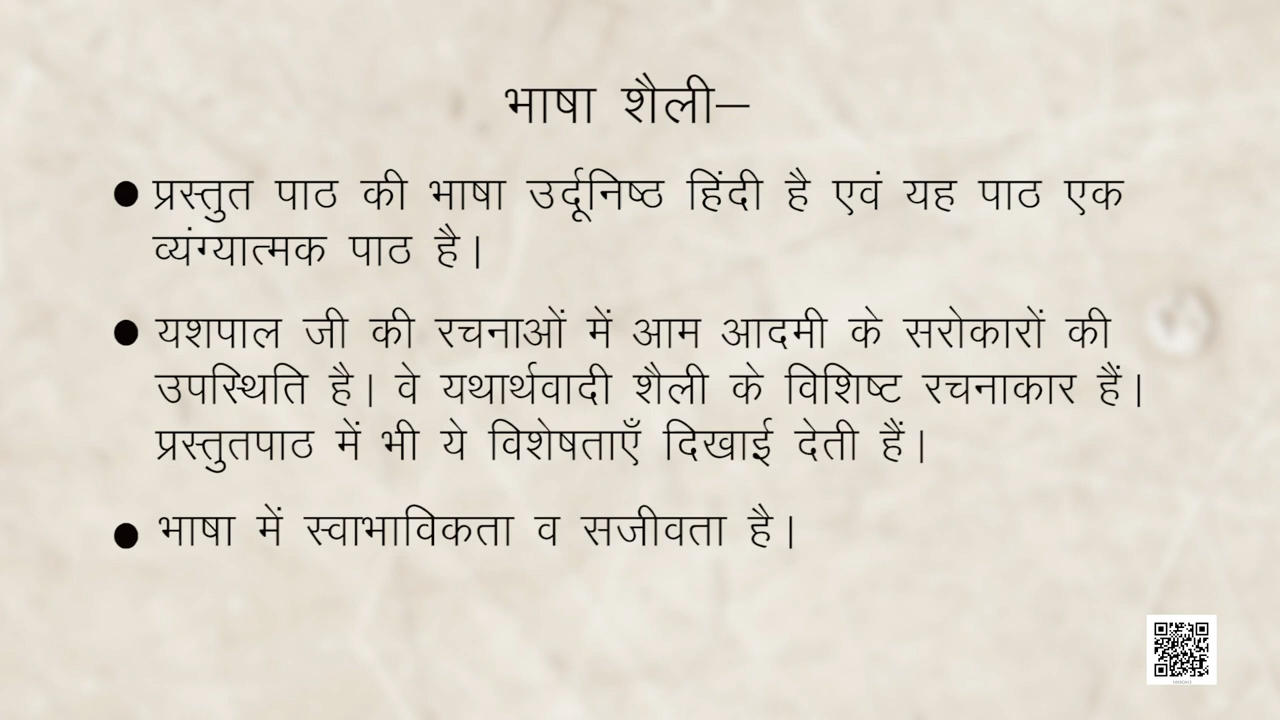 भाषा शैली–
● प्रस्तुत पाठ की भाषा उर्दूनिष्ठ हिंदी है एवं यह पाठ एक
व्यंग्यात्मक पाठ है।
● यशपाल जी की रचनाओं में आम आदमी के सरोकारों की
उपस्थिति है। वे यथार्थवादी शैली के विशिष्ट रचनाकार हैं।
प्रस्तुतपाठ में भी ये विशेषताएँ दिखाई देती हैं।
● भाषा में स्वाभाविकता व सजीवता है।